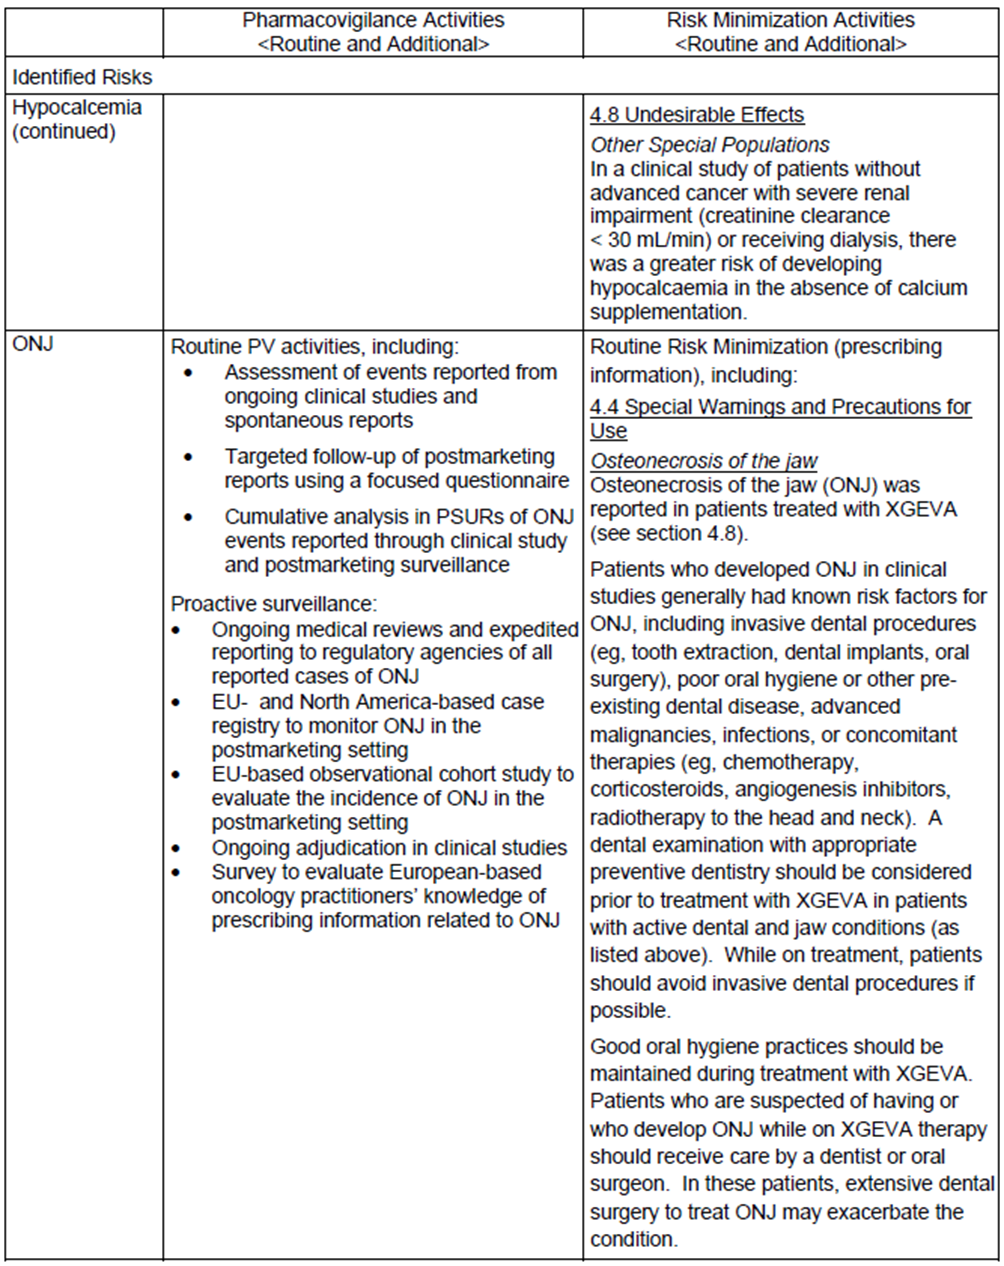 Pharmacovigilance Activities
<Routine and Additional>
Risk Minimization Activities
<Routine and Additional>
Identified Risks
Hypocalcemia
(continued)
4.8 Undesirable Effects
Other Special Populations
In a clinical study of patients without
advanced cancer with severe renal
impairment (creatinine clearance
< 30 mL/min) or receiving dialysis, there
was a greater risk of developing
hypocalcaemia in the absence of calcium
supplementation.
ONJ
Routine PV activities, including:
• Assessment of events reported from
ongoing clinical studies and
spontaneous reports
• Targeted follow-up of postmarketing
reports using a focused questionnaire
• Cumulative analysis in PSURs of ONJ
events reported through clinical study
and postmarketing surveillance
Proactive surveillance:
• Ongoing medical reviews and expedited
reporting to regulatory agencies of all
reported cases of ONJ
• EU- and North America-based case
registry to monitor ONJ in the
postmarketing setting
• EU-based observational cohort study to
evaluate the incidence of ONJ in the
postmarketing setting
• Ongoing adjudication in clinical studies
• Survey to evaluate European-based
oncology practitioners' knowledge of
prescribing information related to ONJ
Routine Risk Minimization (prescribing
information), including:
4.4 Special Warnings and Precautions for
Use
Osteonecrosis of the jaw
Osteonecrosis of the jaw (ONJ) was
reported in patients treated with XGEVA
(see section 4.8).
Patients who developed ONJ in clinical
studies generally had known risk factors for
ONJ, including invasive dental procedures
(eg, tooth extraction, dental implants, oral
surgery), poor oral hygiene or other pre-
existing dental disease, advanced
malignancies, infections, or concomitant
therapies (eg, chemotherapy,
corticosteroids, angiogenesis inhibitors,
radiotherapy to the head and neck). A
dental examination with appropriate
preventive dentistry should be considered
prior to treatment with XGEVA in patients
with active dental and jaw conditions (as
listed above). While on treatment, patients
should avoid invasive dental procedures if
possible.
Good oral hygiene practices should be
maintained during treatment with XGEVA.
Patients who are suspected of having or
who develop ONJ while on XGEVA therapy
should receive care by a dentist or oral
surgeon. In these patients, extensive dental
surgery to treat ONJ may exacerbate the
condition.